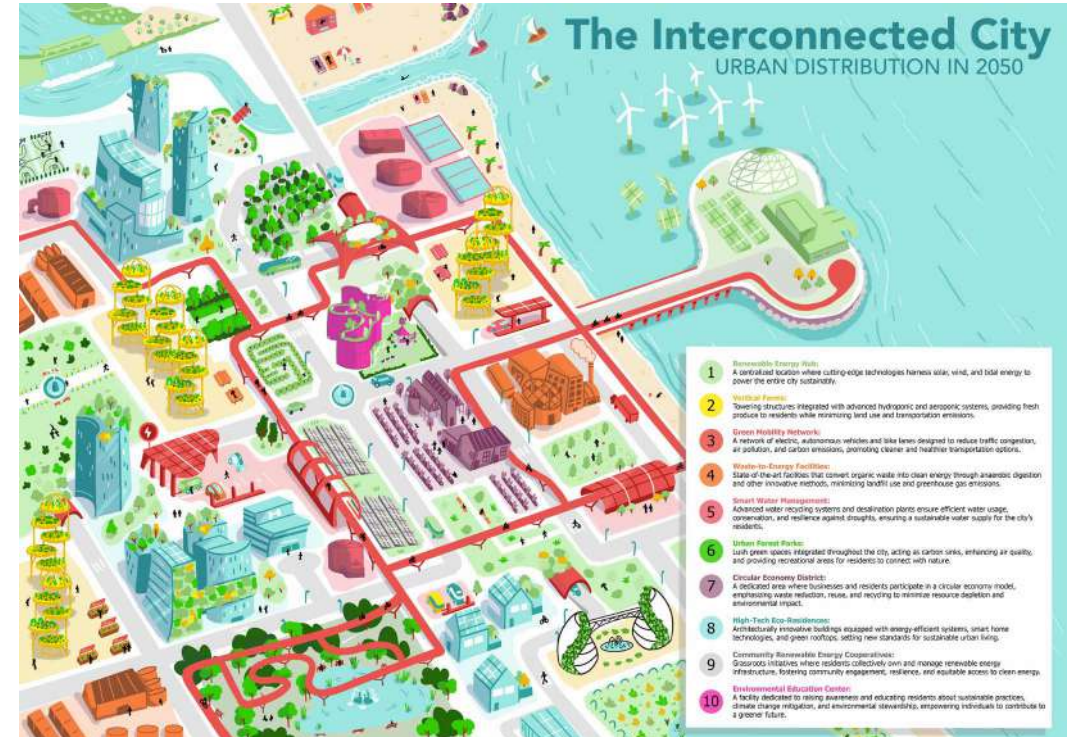 The Interconnected City
URBAN DISTRIBUTION IN 2050
1
Renewable Energy Hub:
A centralized location where cutting-edge technologies harness solar, wind, and tidal energy to
power the entire city sustainably.
2
Vertical Farms:
Towering structures integrated with advanced hydroponic and aeroponic systems, providing fresh
produce to residents while minimizing land use and transportation emissions.
3
Green Mobility Network:
A network of electric, autonomous vehicles and bike lanes designed to reduce traffic congestion,
air pollution, and carbon emissions, promoting cleaner and healthier transportation options.
4
Waste-to-Energy Facilities:
State-of-the-art facilities that convert organic waste into clean energy through anaerobic digestion
and other innovative methods, minimizing landfill use and greenhouse gas emissions.
5
Smart Water Management:
Advanced water recycling systems and desalination plants ensure efficient water usage,
conservation, and resilience against droughts, ensuring a sustainable water supply for the city's
residents.
6
Urban Forest Parks:
Lush green spaces integrated throughout the city, acting as carbon sinks, enhancing air quality,
and providing recreational areas for residents to connect with nature.
7
Circular Economy District:
A dedicated area where businesses and residents participate in a circular economy model,
emphasizing waste reduction, reuse, and recycling to minimize resource depletion and
environmental impact.
8
High-Tech Eco-Residences:
Architecturally innovative buildings equipped with energy-efficient systems, smart home
technologies, and green rooftops, setting new standards for sustainable urban living.
9
Community Renewable Energy Cooperatives:
Grassroots initiatives where residents collectively own and manage renewable energy
infrastructure, fostering community engagement, resilience, and equitable access to clean energy.
10
Environmental Education Center:
A facility dedicated to raising awareness and educating residents about sustainable practices,
climate change mitigation, and environmental stewardship, empowering individuals to contribute to
a greener future.